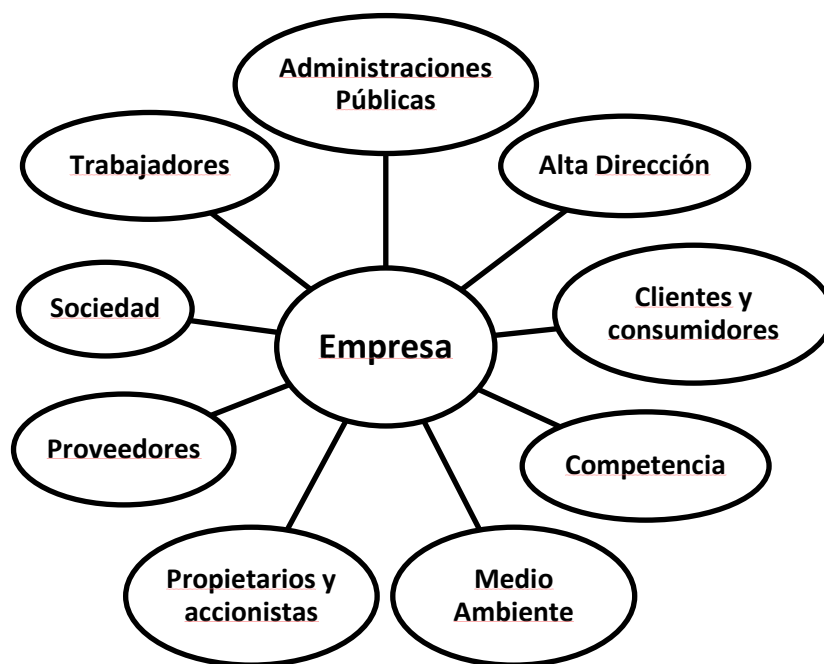 Administraciones
Públicas
Trabajadores
Alta Dirección
Sociedad
Clientes y
consumidores
Empresa
Proveedores
Competencia
Propietarios y
accionistas
Medio
Ambiente